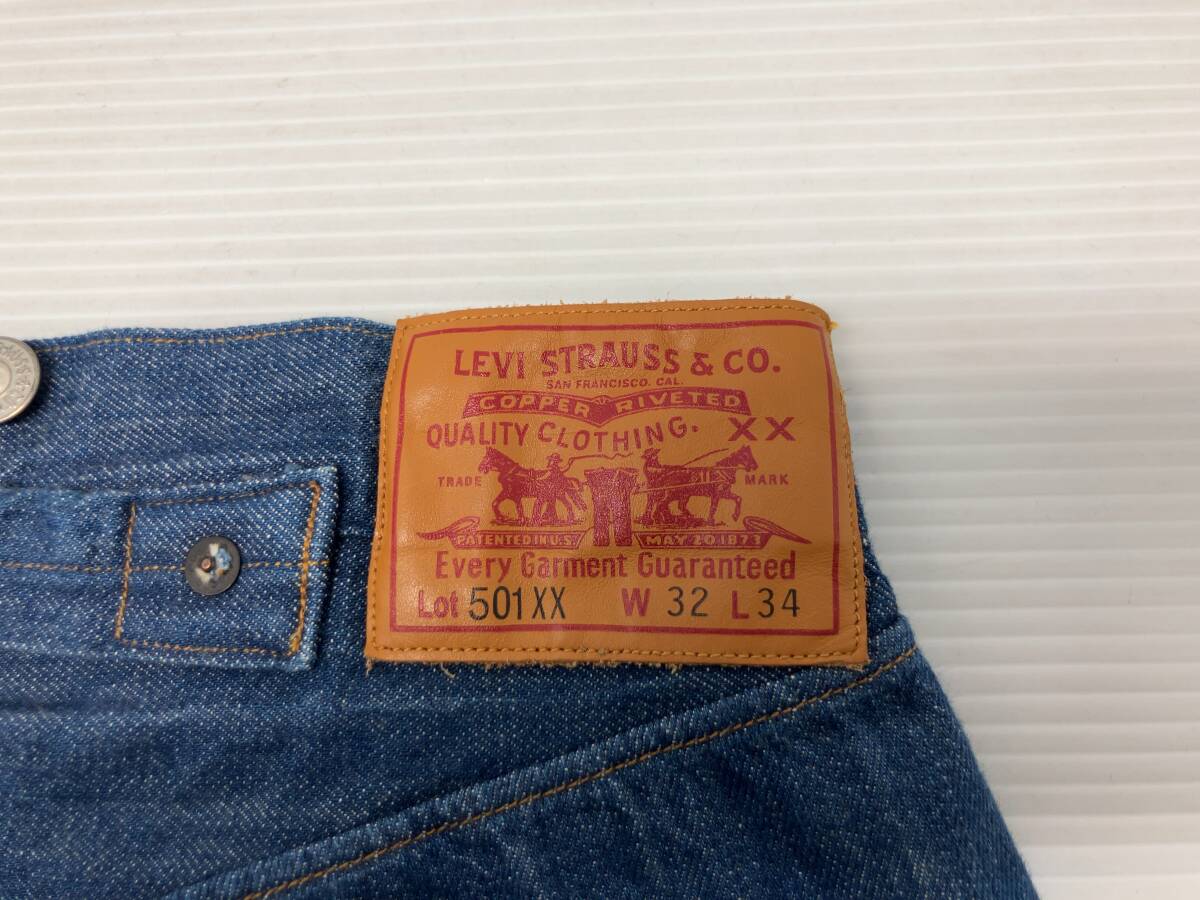 LEVI STRAUSS & CO.
SAN FRANCISCO. CAL.
COPPER RIVETED
QUALITY CLOTHING. XX
TRADE MARK
PATENTED IN U.S. MAY 20 1873
Every Garment Guaranteed
Lot 501XX W 32 L 34